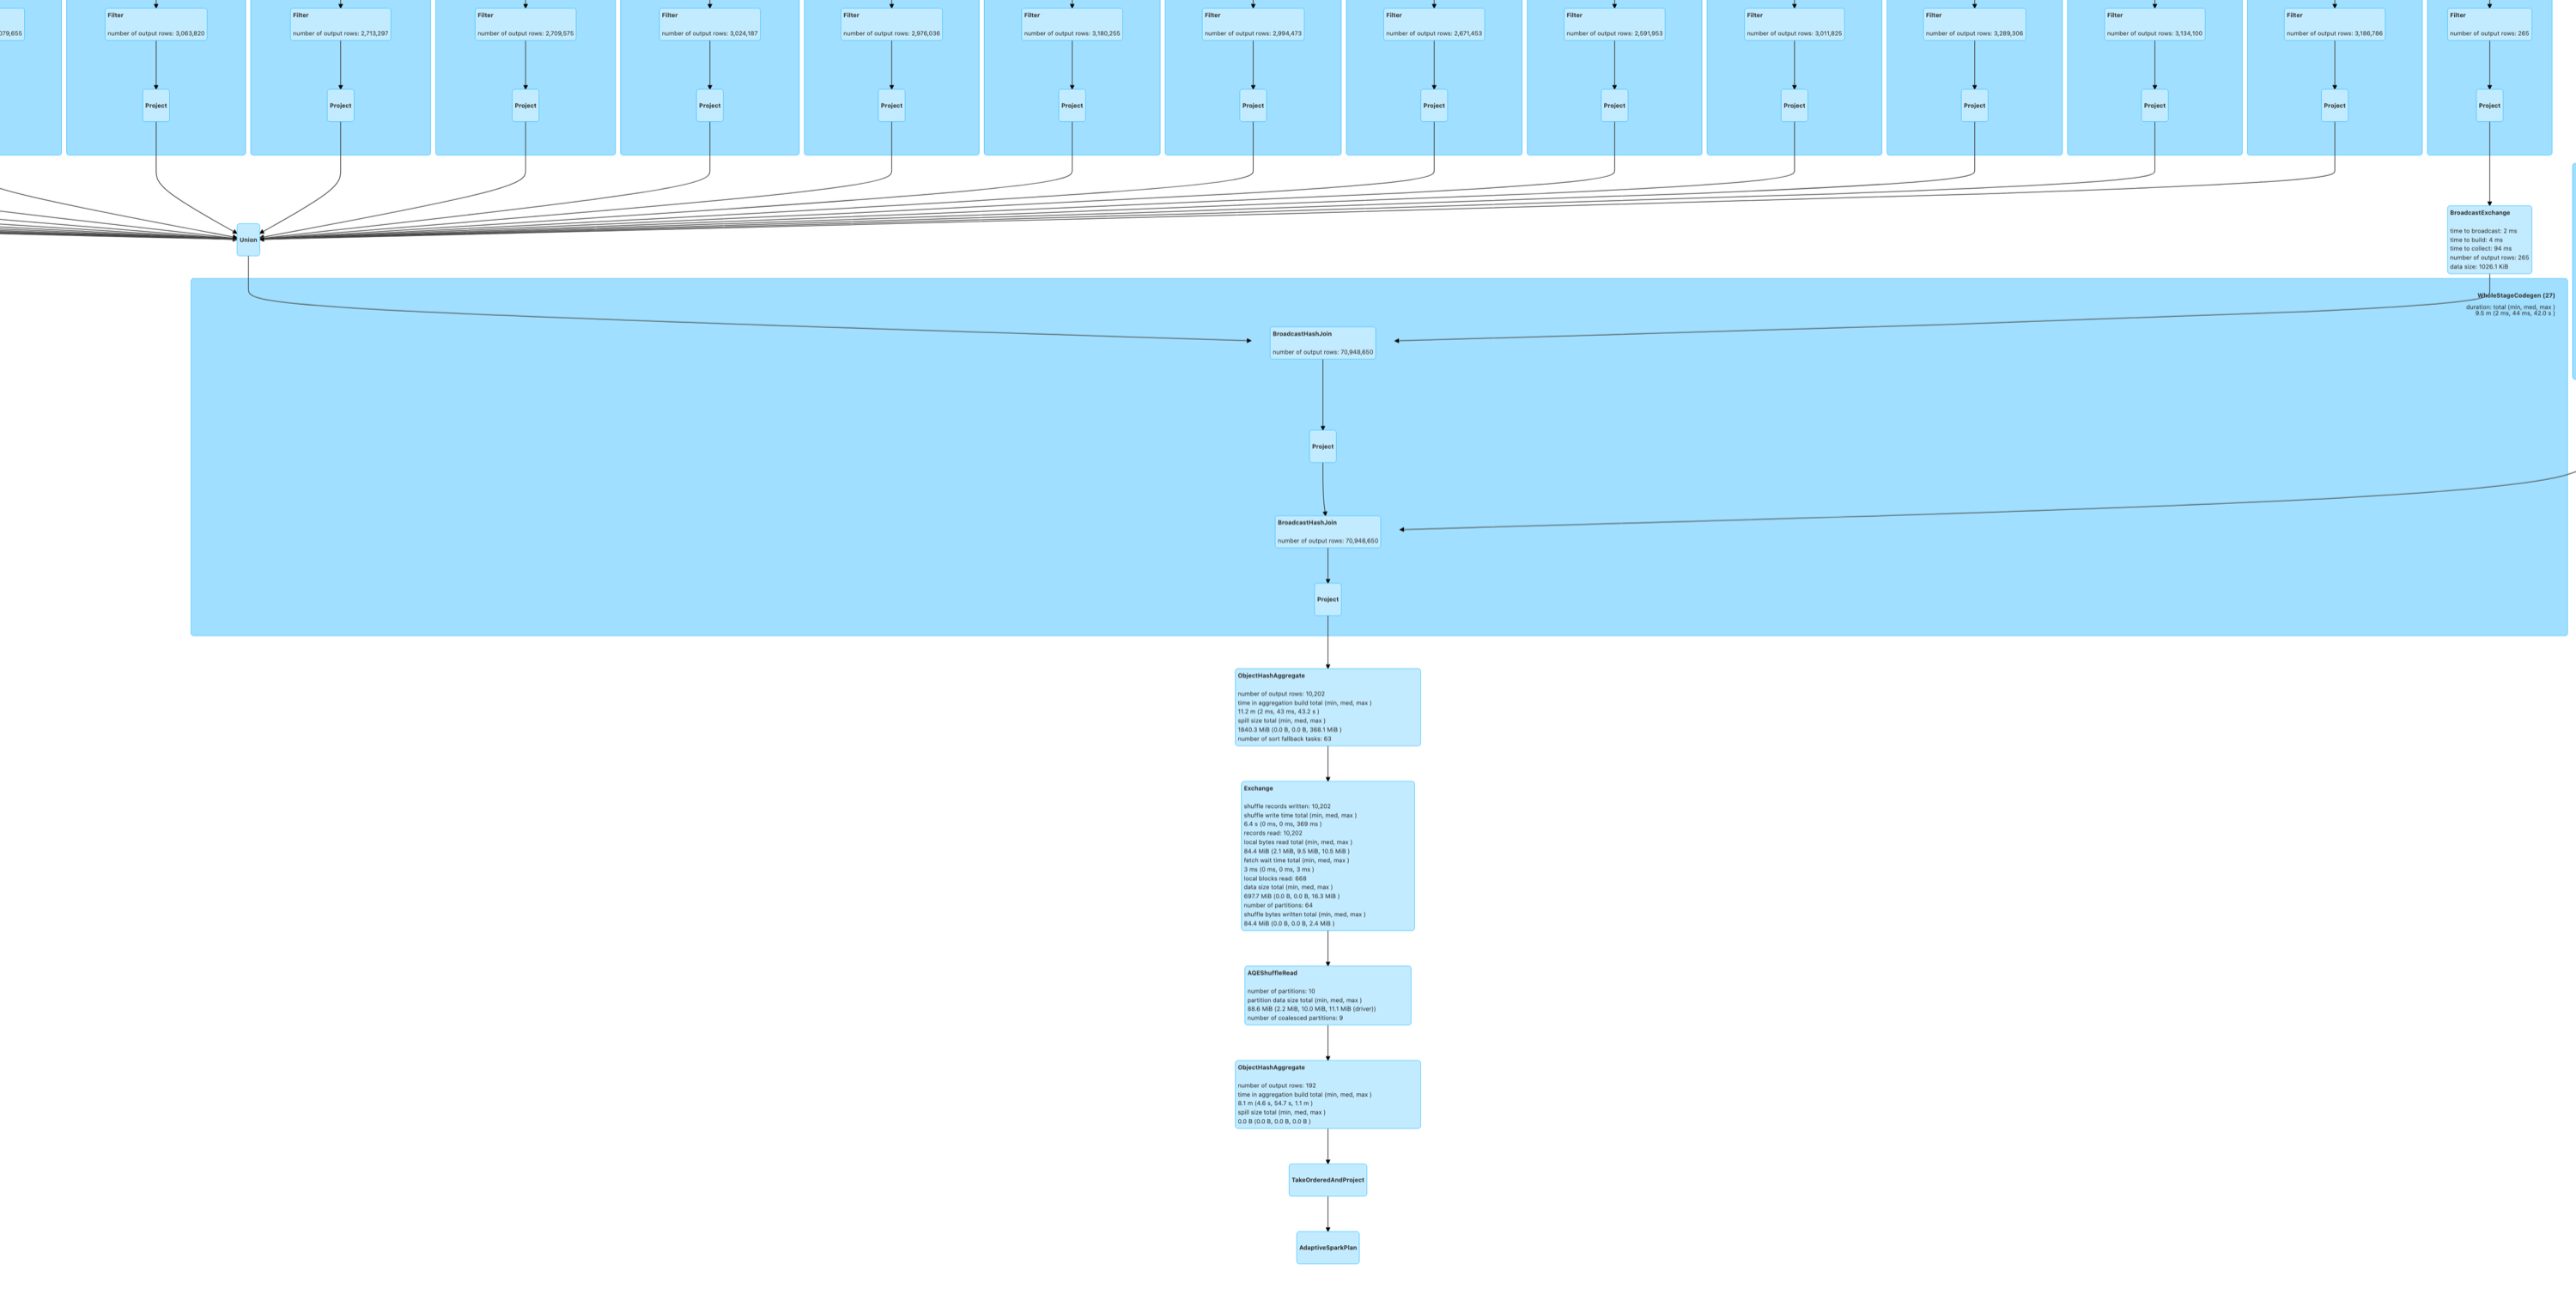 079,655
Filter
number of output rows: 3,063,820
Filter
number of output rows: 2,713,297
Filter
number of output rows: 2,709,575
Filter
number of output rows: 3,024,187
Filter
number of output rows: 2,976,036
Filter
number of output rows: 3,180,255
Filter
number of output rows: 2,994,473
Filter
number of output rows: 2,671,453
Filter
number of output rows: 2,591,953
Filter
number of output rows: 3,011,825
Filter
number of output rows: 3,289,306
Filter
number of output rows: 3,134,100
Filter
number of output rows: 3,186,766
Filter
number of output rows: 265
Project
Project
Project
Project
Project
Project
Project
Project
Project
Project
Project
Project
Project
Project
Union
BroadcastExchange
time to broadcast: 2 ms
time to build: 4 ms
time to collect: 94 ms
number of output rows: 265
data size: 1026.1 KiB
WholeStageCodegen (27)
duration: total (min, med, max )
9.5 m (2 ms, 44 ms, 42.0 s )
BroadcastHashJoin
number of output rows: 70,948,650
Project
BroadcastHashJoin
number of output rows: 70,948,650
Project
ObjectHashAggregate
number of output rows: 10,202
time in aggregation build total (min, med, max )
11.2 m (2 ms, 43 ms, 43.2 s )
spill size total (min, med, max )
1840.3 MiB (0.0 B, 0.0 B, 368.1 MiB )
number of sort fallback tasks: 63
Exchange
shuffle records written: 10,202
shuffle write time total (min, med, max )
6.4 s (0 ms, 0 ms, 369 ms )
records read: 10,202
local bytes read total (min, med, max )
84.4 MiB (2.1 MiB, 9.5 MiB, 10.5 MiB )
fetch wait time total (min, med, max )
3 ms (0 ms, 0 ms, 3 ms )
local blocks read: 668
data size total (min, med, max )
697.7 MiB (0.0 B, 0.0 B, 16.3 MiB )
number of partitions: 64
shuffle bytes written total (min, med, max )
84.4 MiB (0.0 B, 0.0 B, 2.4 MiB )
AQEShuffleRead
number of partitions: 10
partition data size total (min, med, max )
88.6 MiB (2.2 MiB, 10.0 MiB, 11.1 MiB (driver))
number of coalesced partitions: 9
ObjectHashAggregate
number of output rows: 192
time in aggregation build total (min, med, max )
8.1 m (4.6 s, 54.7 s, 1.1 m )
spill size total (min, med, max )
0.0 B (0.0 B, 0.0 B, 0.0 B )
TakeOrderedAndProject
AdaptiveSparkPlan